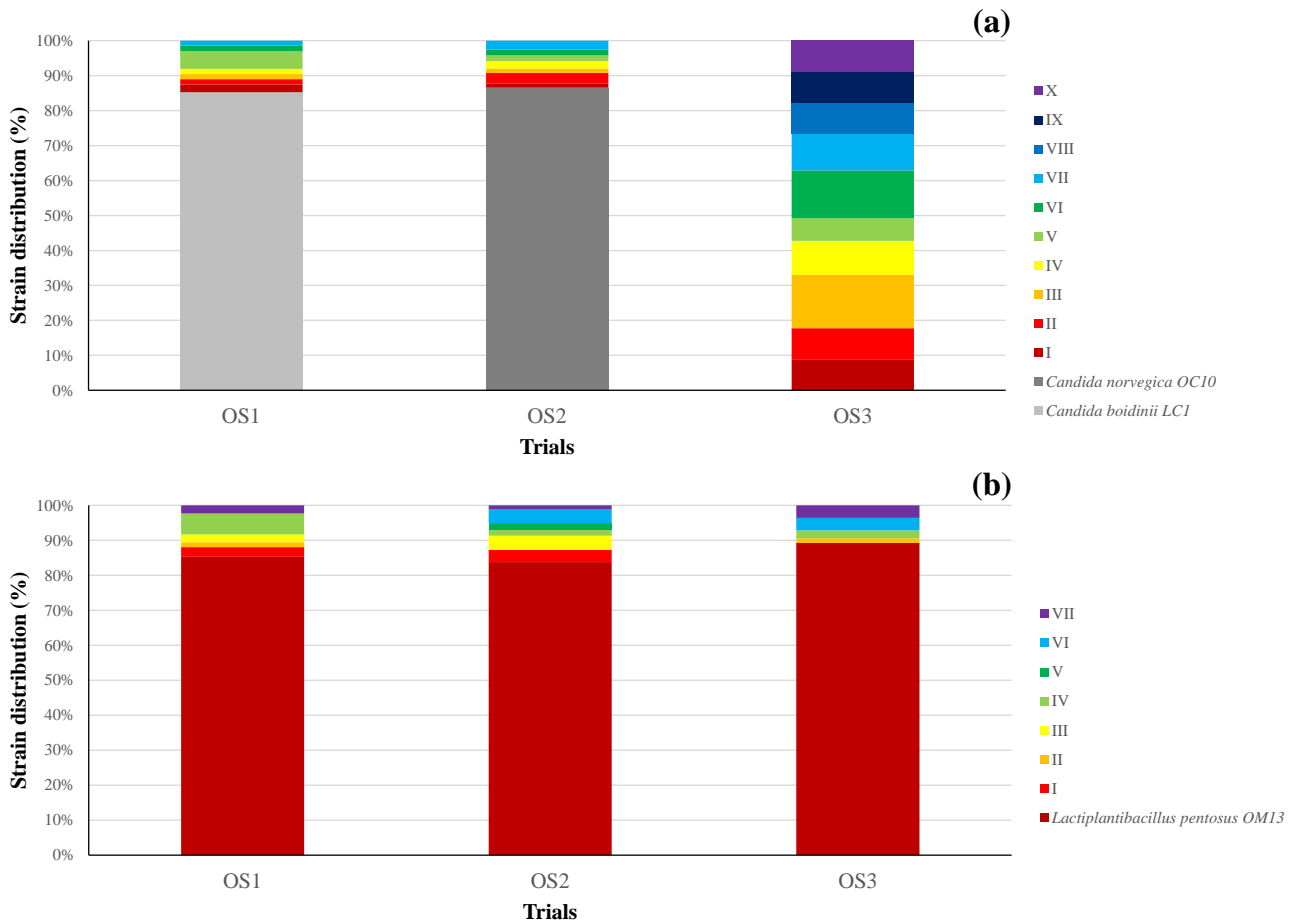 (a)
Strain distribution (%)
100%
90%
80%
70%
60%
50%
40%
30%
20%
10%
0%
OS1 OS2 OS3
Trials
X
IX
VIII
VII
VI
V
IV
III
II
I
Candida norvegica OC10
Candida boidinii LC1
(b)
Strain distribution (%)
100%
90%
80%
70%
60%
50%
40%
30%
20%
10%
0%
OS1 OS2 OS3
Trials
VII
VI
V
IV
III
II
I
Lactiplantibacillus pentosus OM13